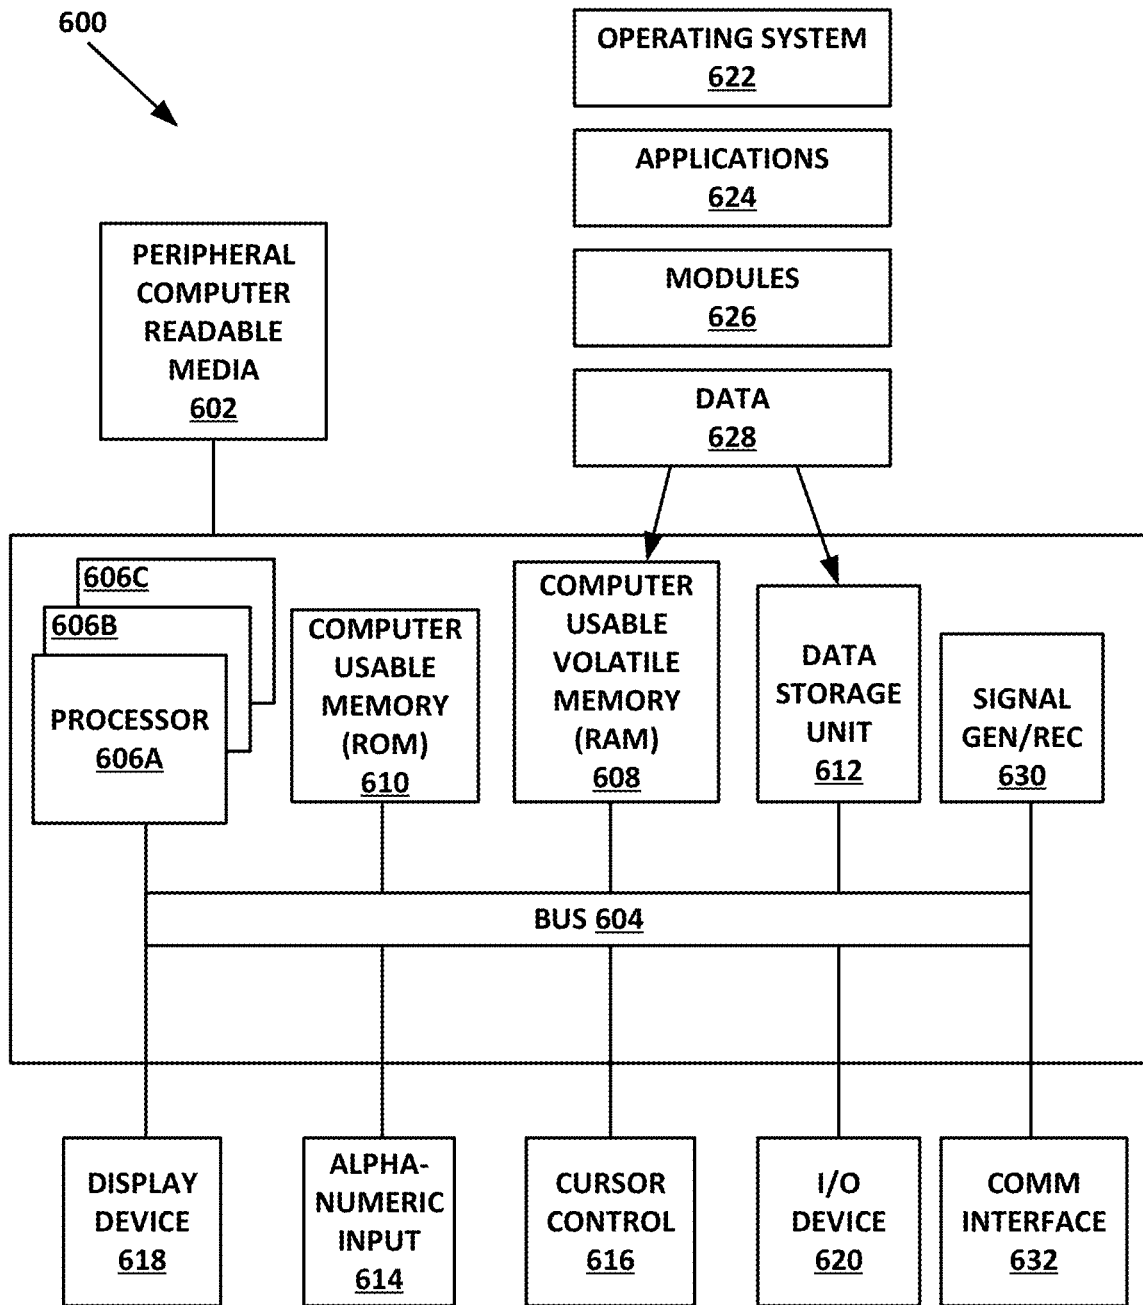 600
OPERATING SYSTEM
622
APPLICATIONS
624
MODULES
626
DATA
628
PERIPHERAL
COMPUTER
READABLE
MEDIA
602
606C
606B
PROCESSOR
606A
COMPUTER
USABLE
MEMORY
(ROM)
610
COMPUTER
USABLE
VOLATILE
MEMORY
(RAM)
608
DATA
STORAGE
UNIT
612
SIGNAL
GEN/REC
630
BUS 604
DISPLAY
DEVICE
618
ALPHA-
NUMERIC
INPUT
614
CURSOR
CONTROL
616
I/O
DEVICE
620
COMM
INTERFACE
632